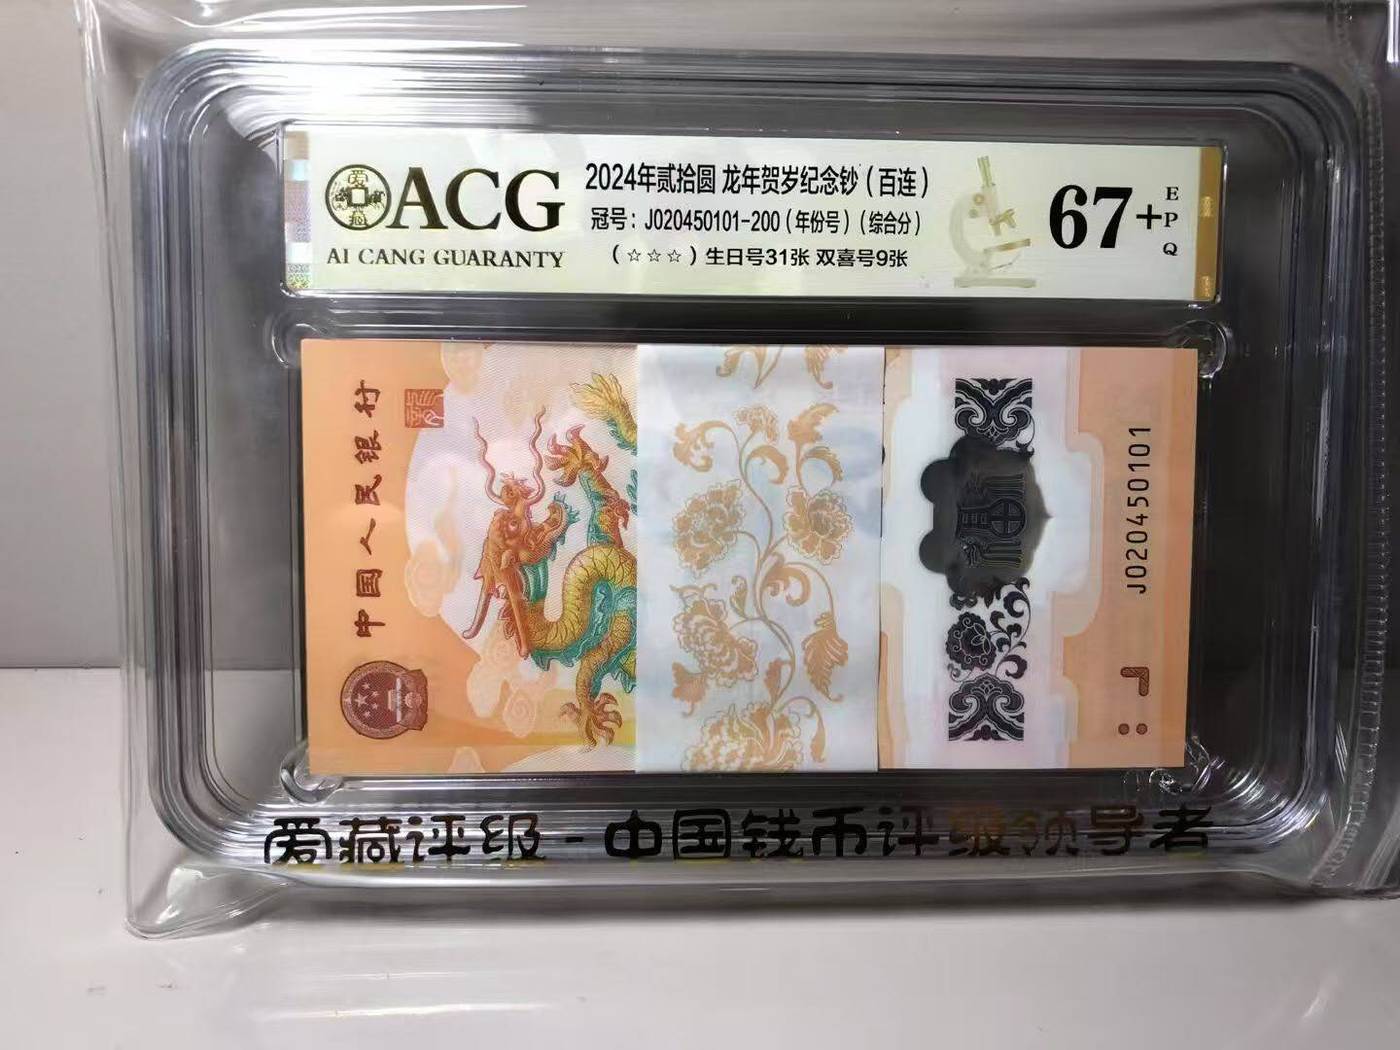 爱藏
ACG
AI CANG GUARANTY
2024年贰拾圆 龙年贺岁纪念钞(百连)
冠号: J020450101-200(年份号)(综合分)
(☆☆☆)生日号31张 双喜号9张
67+
EPQ
中国人民银行
J020450101
爱藏评级-中国钱币评级领导者